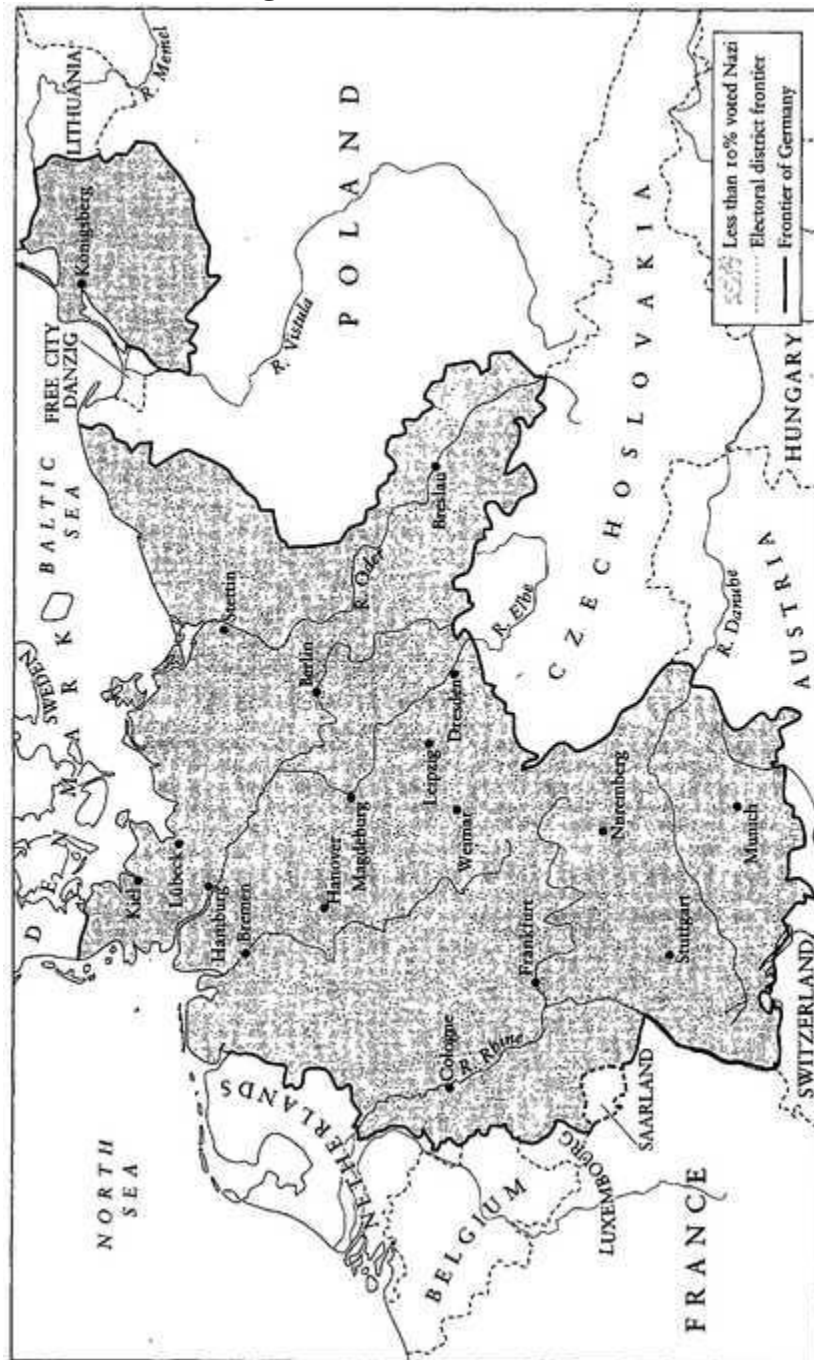 NORTH
SEA
DENMARK
SWEDEN
BALTIC
SEA
LITHUANIA
R. Memel
FREE CITY
DANZIG
Königsberg
Kiel
Lübeck
Hamburg
Bremen
Stettin
NETHERLANDS
Hanover
Magdeburg
Berlin
R. Vistula
POLAND
R. Oder
Cologne
R. Rhine
Weimar
Leipzig
Dresden
Breslau
BELGIUM
LUXEMBOURG
R. Elbe
Frankfurt
CZECHOSLOVAKIA
SAARLAND
Nuremberg
FRANCE
Stuttgart
Munich
R. Danube
SWITZERLAND
AUSTRIA
HUNGARY
Less than 10% voted Nazi
Electoral district frontier
Frontier of Germany